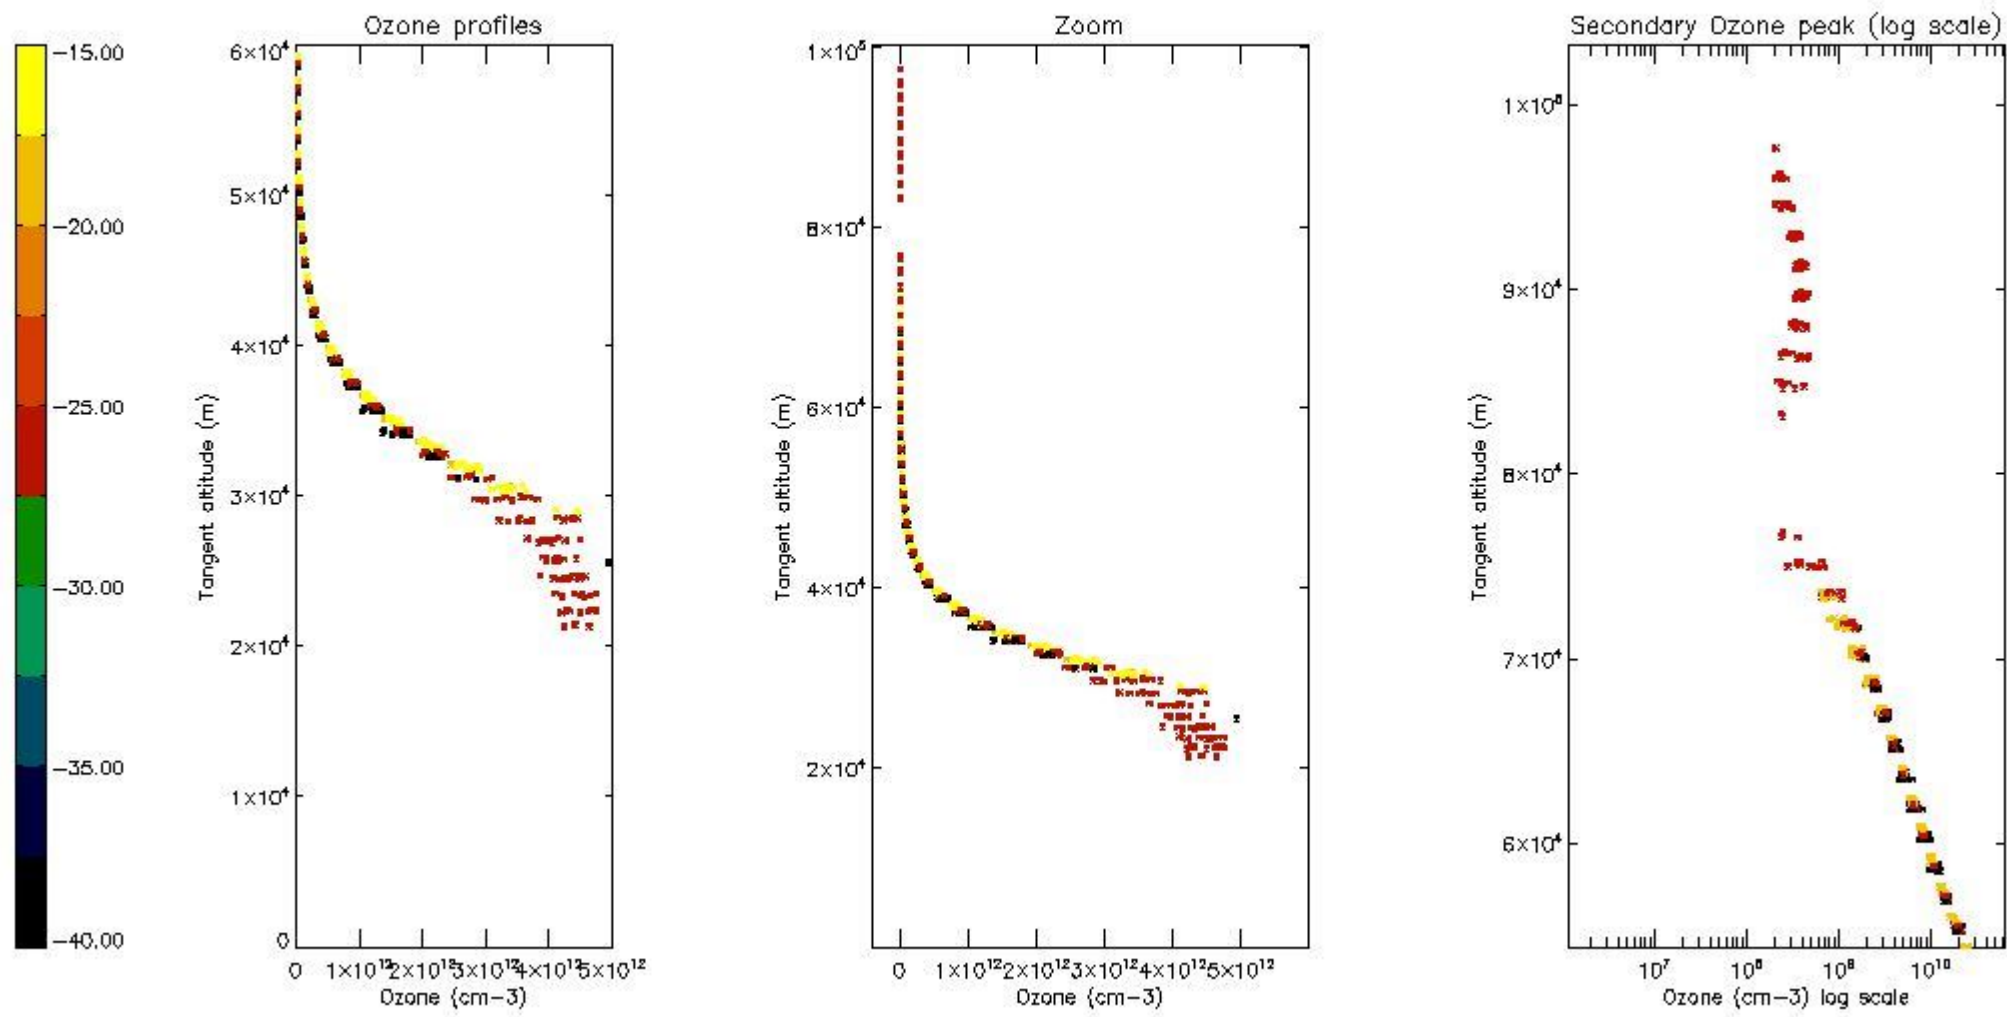 Ozone profiles
Zoom
Secondary Ozone peak (log scale)
−15.00
−20.00
−25.00
−30.00
−35.00
−40.00
6×10⁴
5×10⁴
4×10⁴
3×10⁴
2×10⁴
1×10⁴
0
Tangent altitude (m)
0 1×10¹² 2×10¹² 3×10¹² 4×10¹² 5×10¹²
Ozone (cm−3)
1×10⁵
8×10⁴
6×10⁴
4×10⁴
2×10⁴
Tangent altitude (m)
0 1×10¹² 2×10¹² 3×10¹² 4×10¹² 5×10¹²
Ozone (cm−3)
1×10⁵
9×10⁴
8×10⁴
7×10⁴
6×10⁴
Tangent altitude (m)
10⁷ 10⁸ 10⁹ 10¹⁰
Ozone (cm−3) log scale